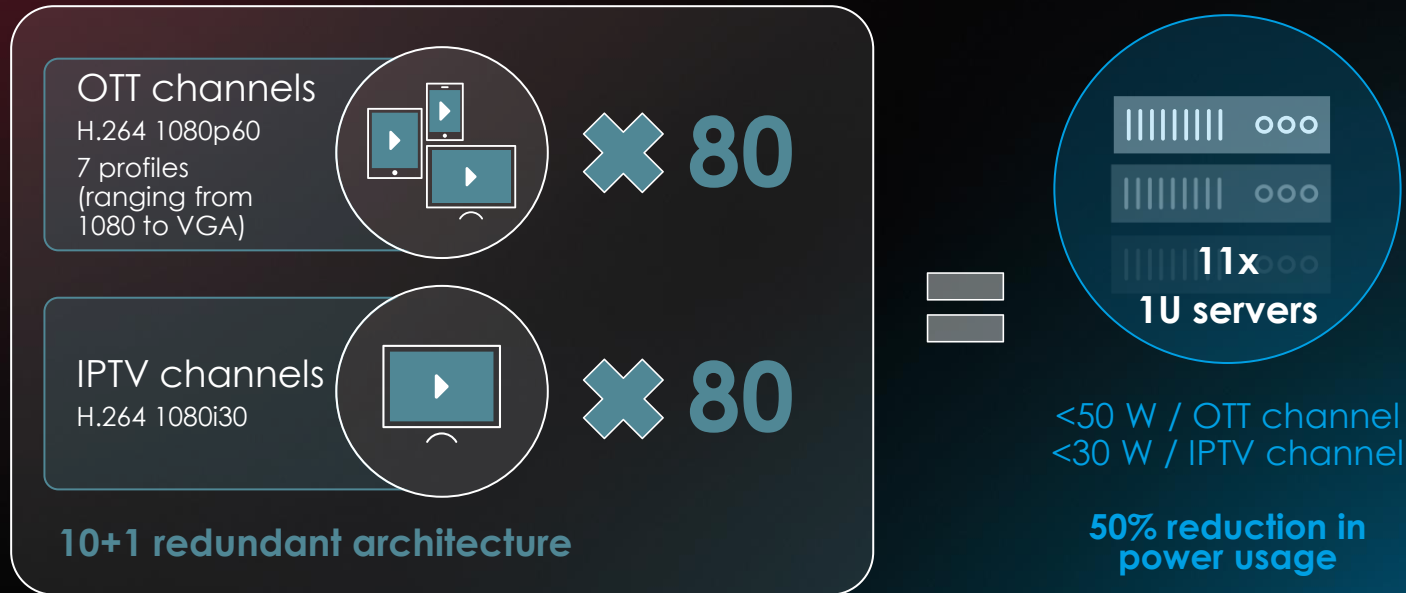 OTT channels
H.264 1080p60
7 profiles
(ranging from
1080 to VGA)
80
IPTV channels
H.264 1080i30
80
10+1 redundant architecture
11x
1U servers
<50 W / OTT channel
<30 W / IPTV channel
50% reduction in
power usage